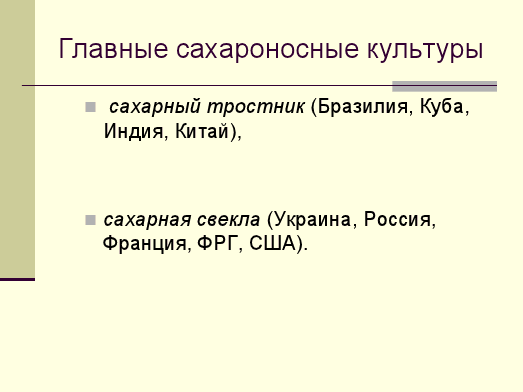 Главные сахароносные культуры
сахарный тростник (Бразилия, Куба,
Индия, Китай),
сахарная свекла (Украина, Россия,
Франция, ФРГ, США).